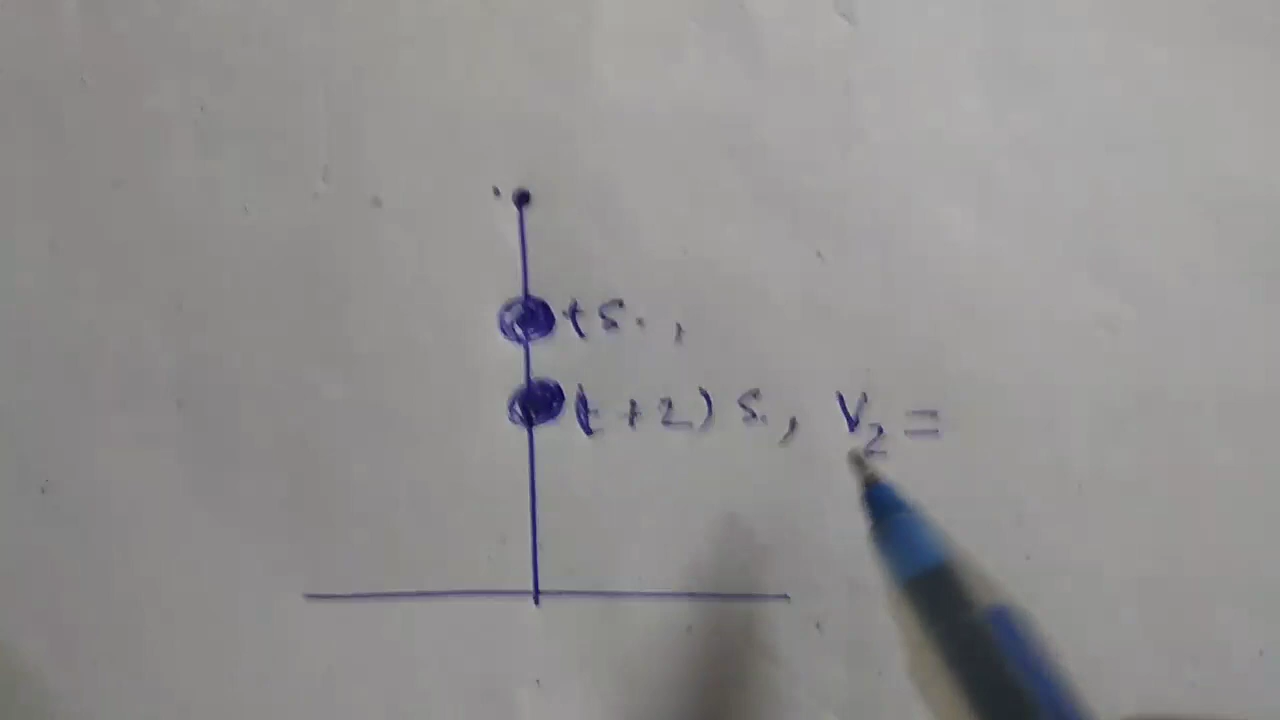 t s. ,
(t + 2) s. , V₂ =